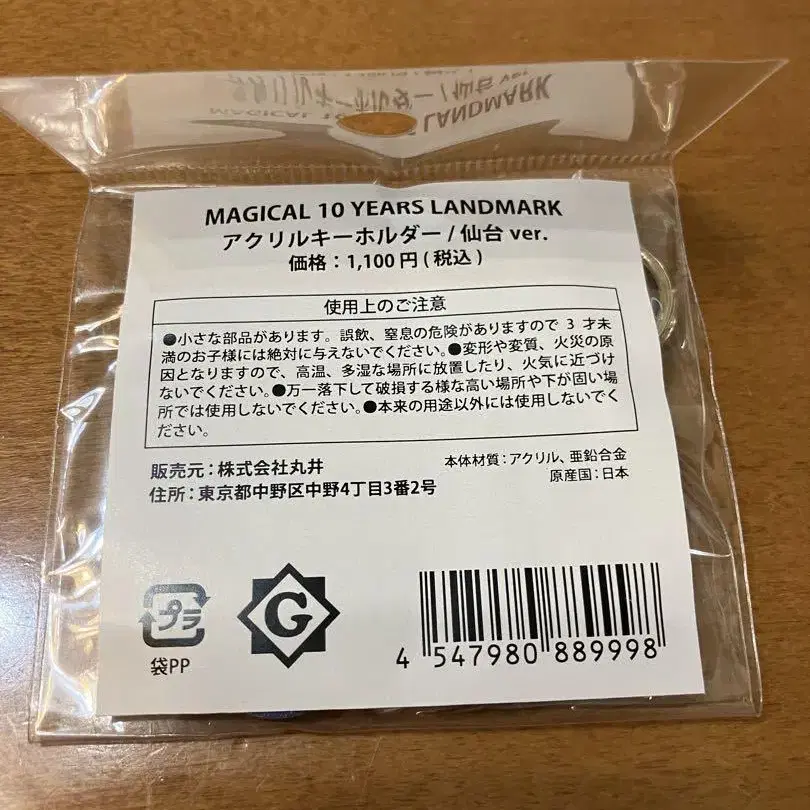 MAGICAL 10 YEARS LANDMARK
アクリルキーホルダー / 仙台 ver.
価格：1,100 円 ( 税込 )
使用上のご注意
●小さな部品があります。誤飲、窒息の危険がありますので 3 才未
満のお子様には絶対に与えないでください。●変形や変質、火災の原
因となりますので、高温、多湿な場所に放置したり、火気に近づけ
ないでください。●万一落下して破損する様な高い場所や下が固い場
所では使用しないでください。●本来の用途以外には使用しないでく
ださい。
販売元：株式会社丸井
住所：東京都中野区中野4丁目3番2号
本体材質：アクリル、亜鉛合金
原産国：日本
プラ
袋PP
G
4 547980 889998